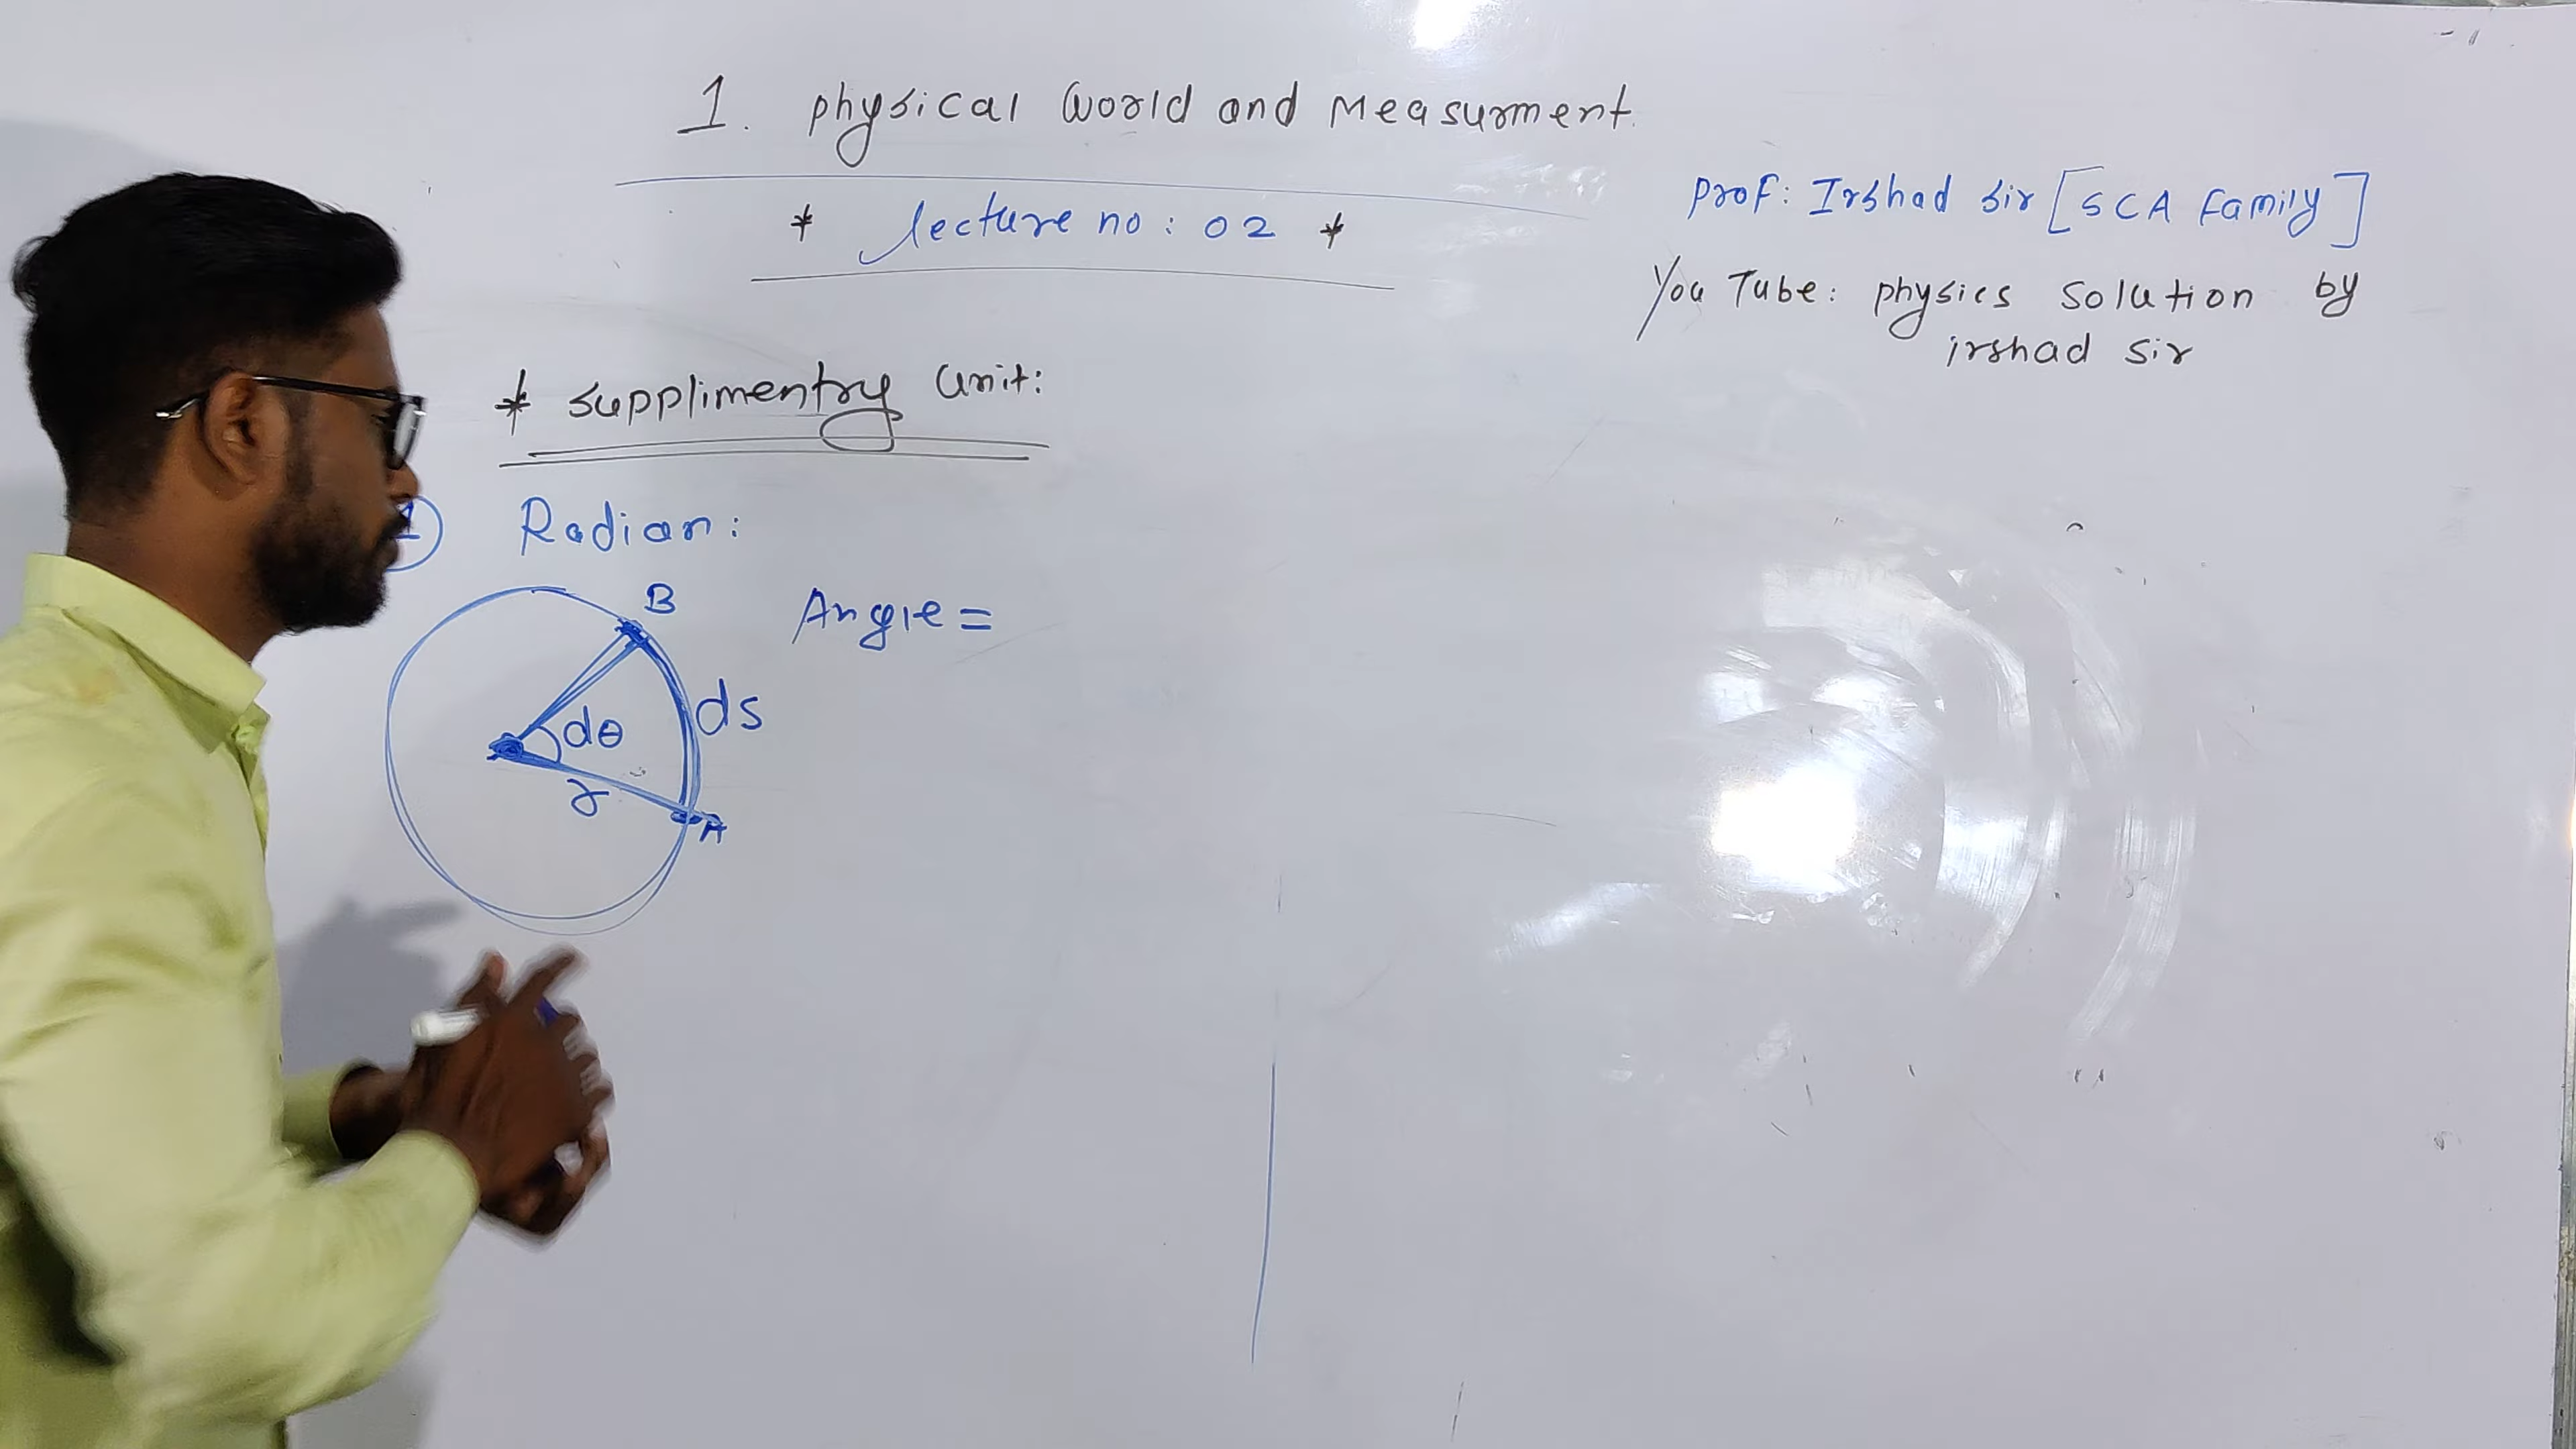 1. physical world and Measurment
* lecture no: 02 *
Prof: Irshad sir [SCA Family]
You Tube: physics solution by
irshad sir
* supplimentry unit:
1 Radian:
B
Angle =
ds
dθ
r
A